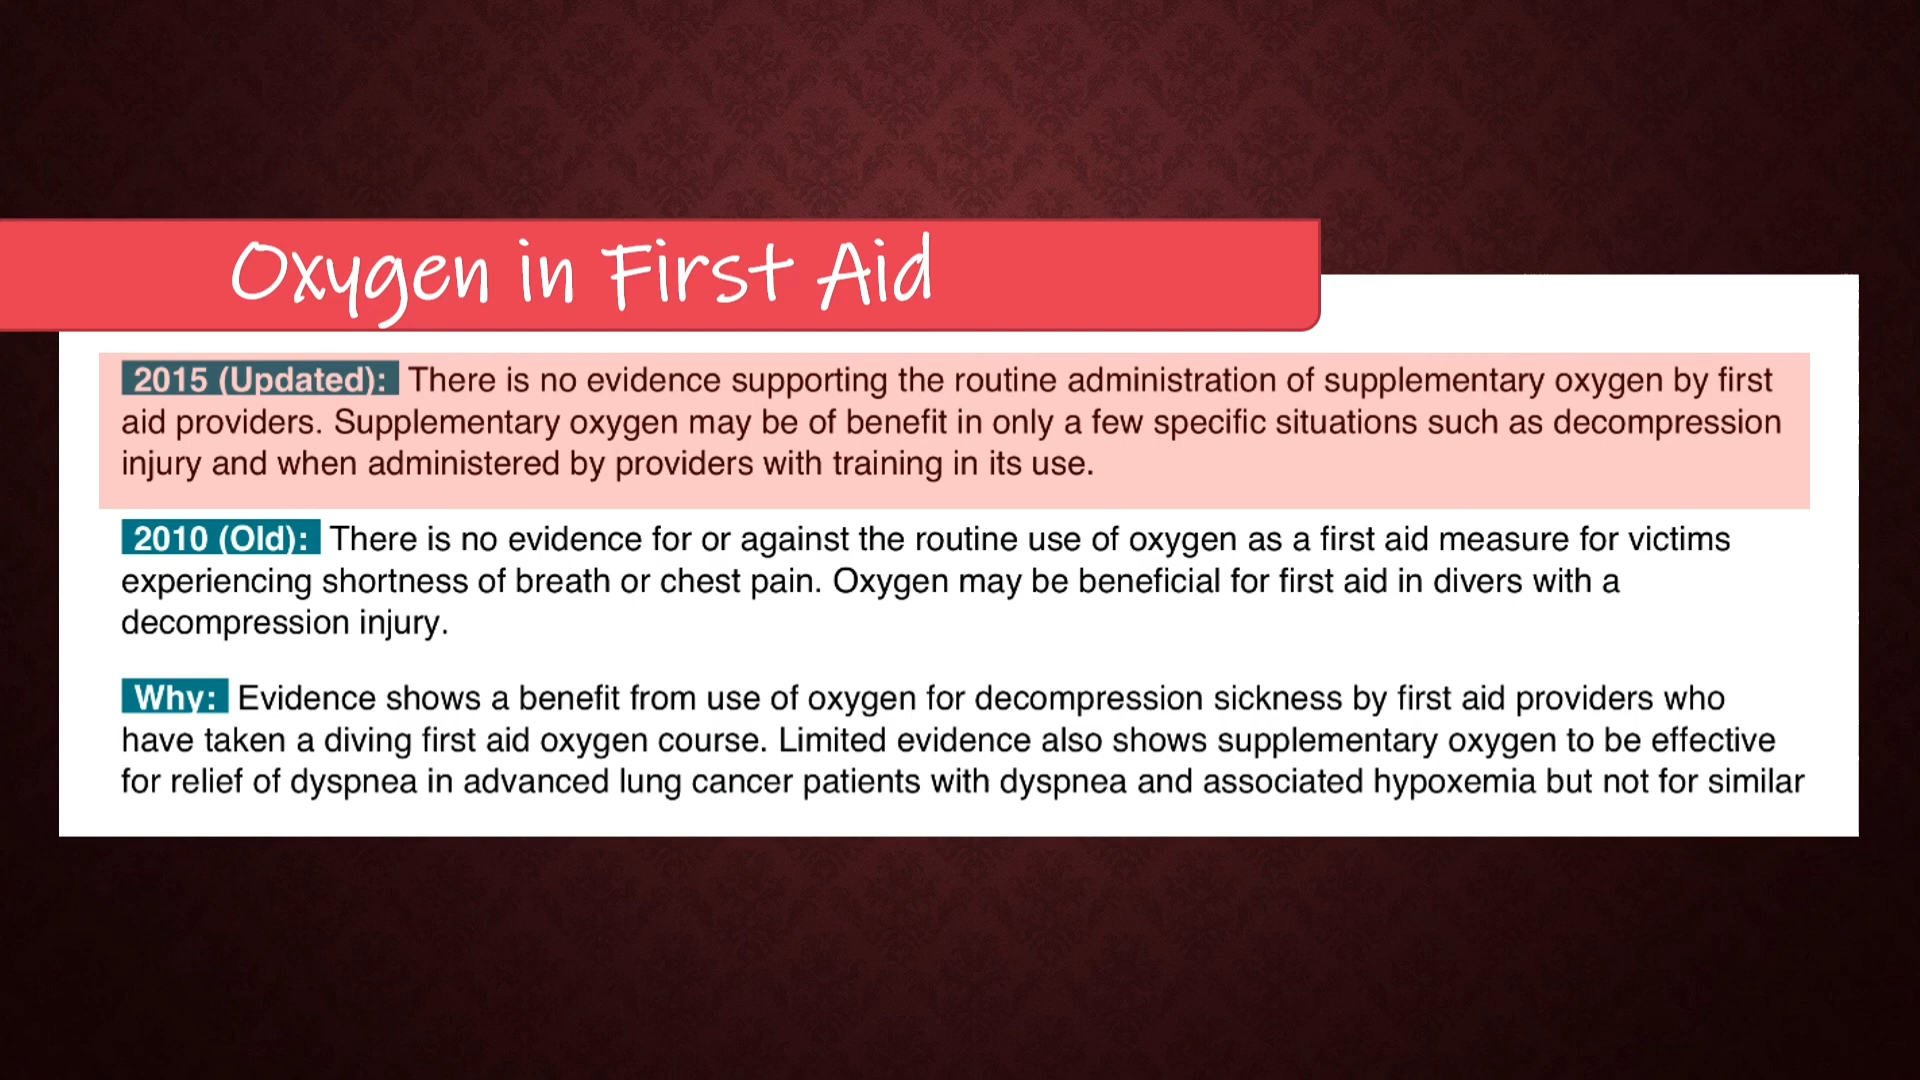 Oxygen in First Aid
2015 (Updated): There is no evidence supporting the routine administration of supplementary oxygen by first
aid providers. Supplementary oxygen may be of benefit in only a few specific situations such as decompression
injury and when administered by providers with training in its use.
2010 (Old): There is no evidence for or against the routine use of oxygen as a first aid measure for victims
experiencing shortness of breath or chest pain. Oxygen may be beneficial for first aid in divers with a
decompression injury.
Why: Evidence shows a benefit from use of oxygen for decompression sickness by first aid providers who
have taken a diving first aid oxygen course. Limited evidence also shows supplementary oxygen to be effective
for relief of dyspnea in advanced lung cancer patients with dyspnea and associated hypoxemia but not for similar